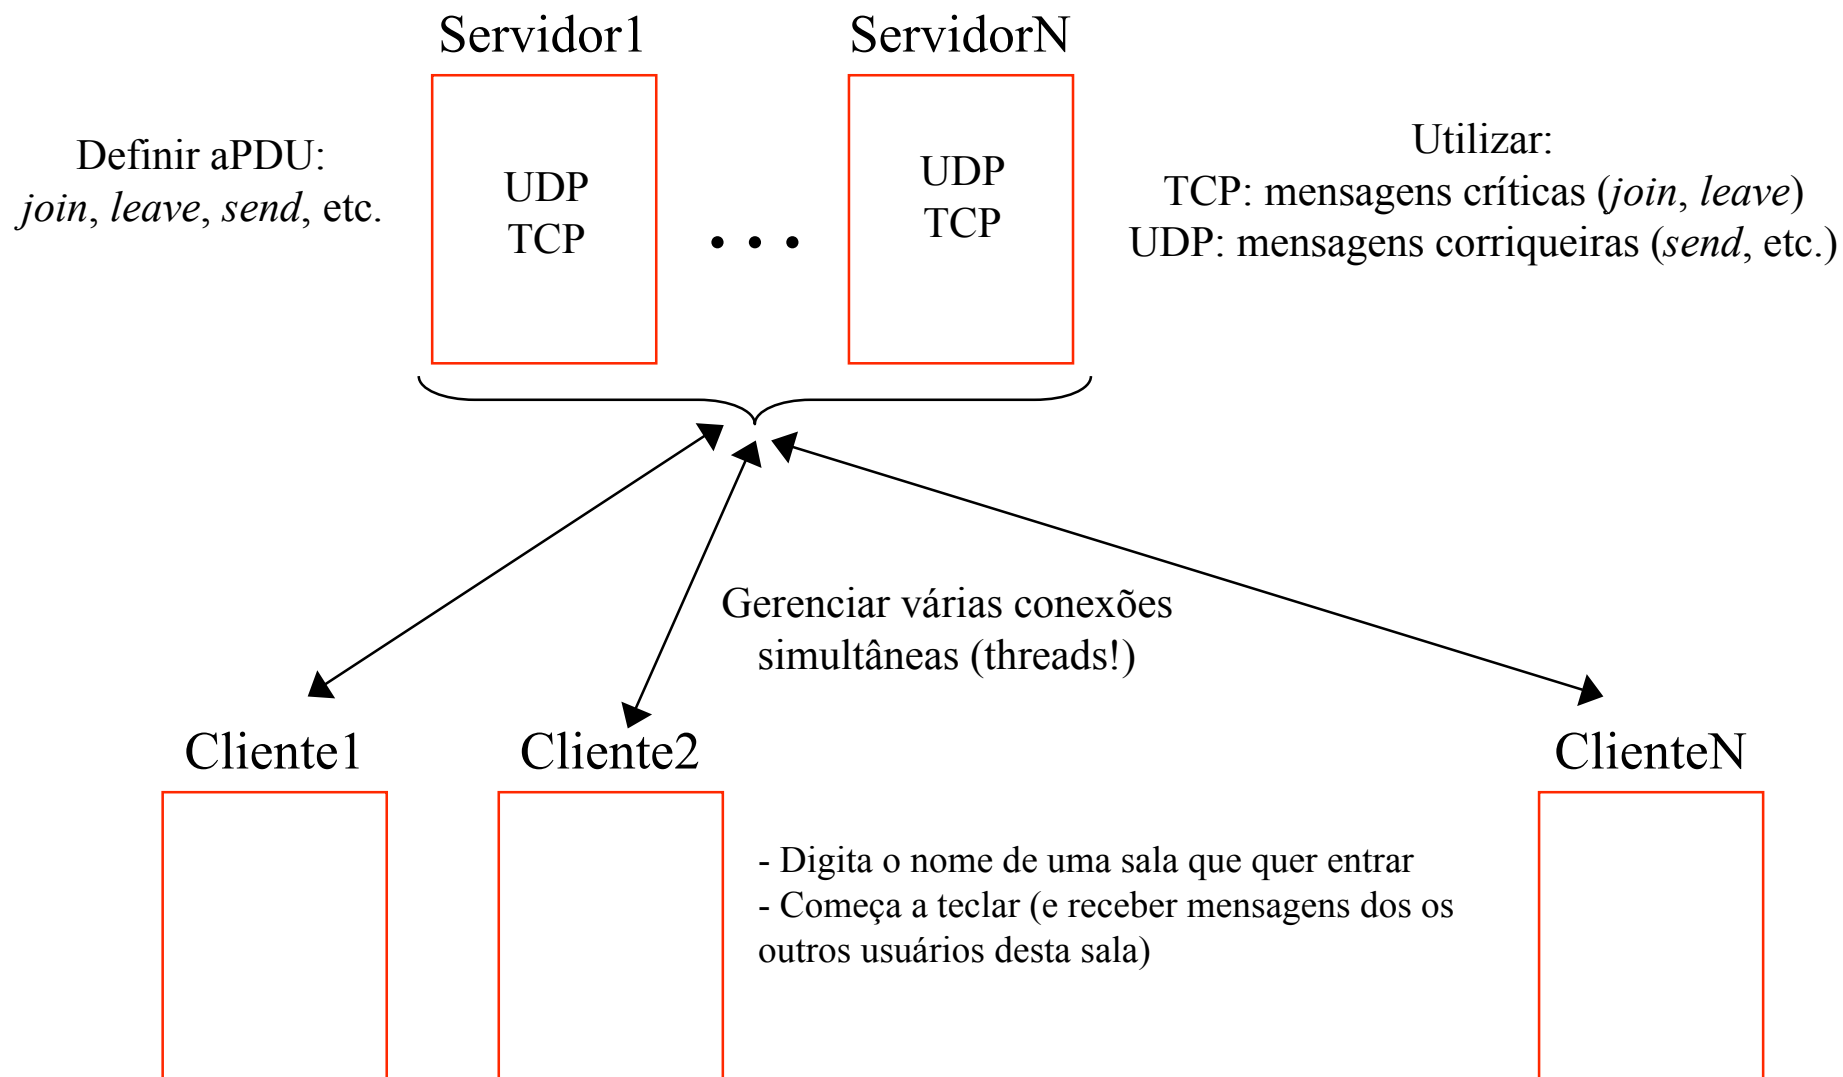 Servidor1
ServidorN
Definir aPDU:
join, leave, send, etc.
UDP
TCP
. . .
UDP
TCP
Utilizar:
TCP: mensagens críticas (join, leave)
UDP: mensagens corriqueiras (send, etc.)
Gerenciar várias conexões
simultâneas (threads!)
Cliente1
Cliente2
ClienteN
- Digita o nome de uma sala que quer entrar
- Começa a teclar (e receber mensagens dos os
outros usuários desta sala)